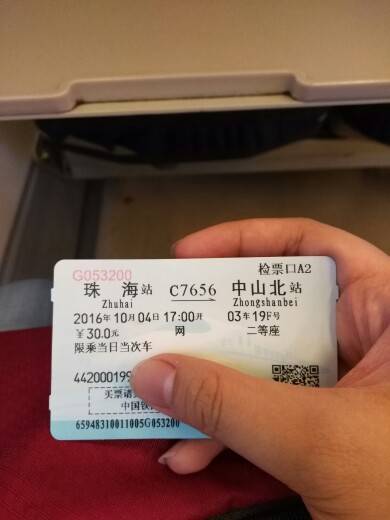 G053200 检票口A2
珠海站 C7656 中山北站
Zhuhai Zhongshanbei
2016年10月04日17:00开 03车19F号
￥30.0元 网 二等座
限乘当日当次车
44200019
买票请
中国铁
65948310011005G053200